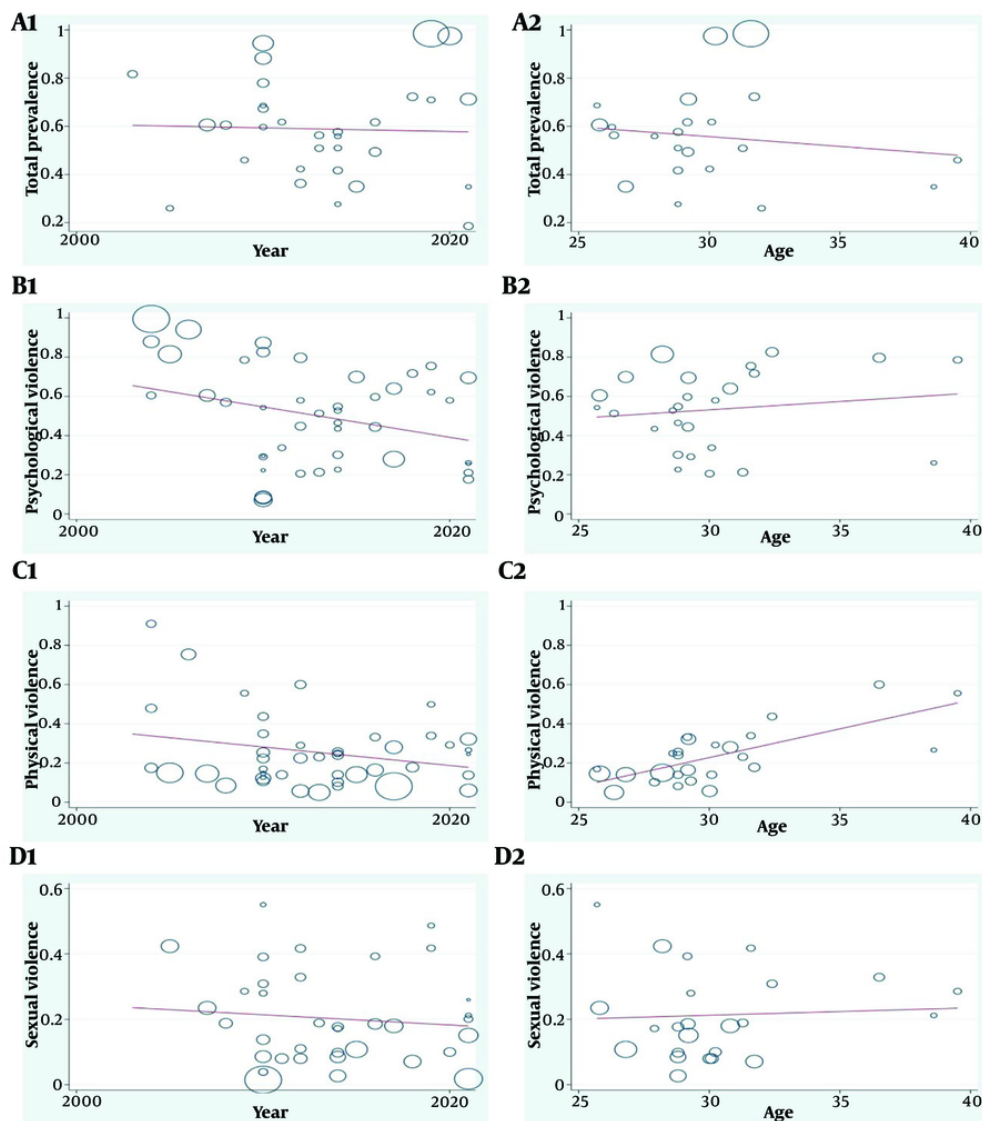 A1
A2
Total prevalence
1
0.8
0.6
0.4
0.2
2000
2020
Year
Total prevalence
1
0.8
0.6
0.4
0.2
25
30
35
40
Age
B1
B2
Psychological violence
1
0.8
0.6
0.4
0.2
0
2000
2020
Year
Psychological violence
1
0.8
0.6
0.4
0.2
0
25
30
35
40
Age
C1
C2
Physical violence
1
0.8
0.6
0.4
0.2
0
2000
2020
Year
Physical violence
1
0.8
0.6
0.4
0.2
0
25
30
35
40
Age
D1
D2
Sexual violence
0.6
0.4
0.2
0
2000
2020
Year
Sexual violence
0.6
0.4
0.2
0
25
30
35
40
Age